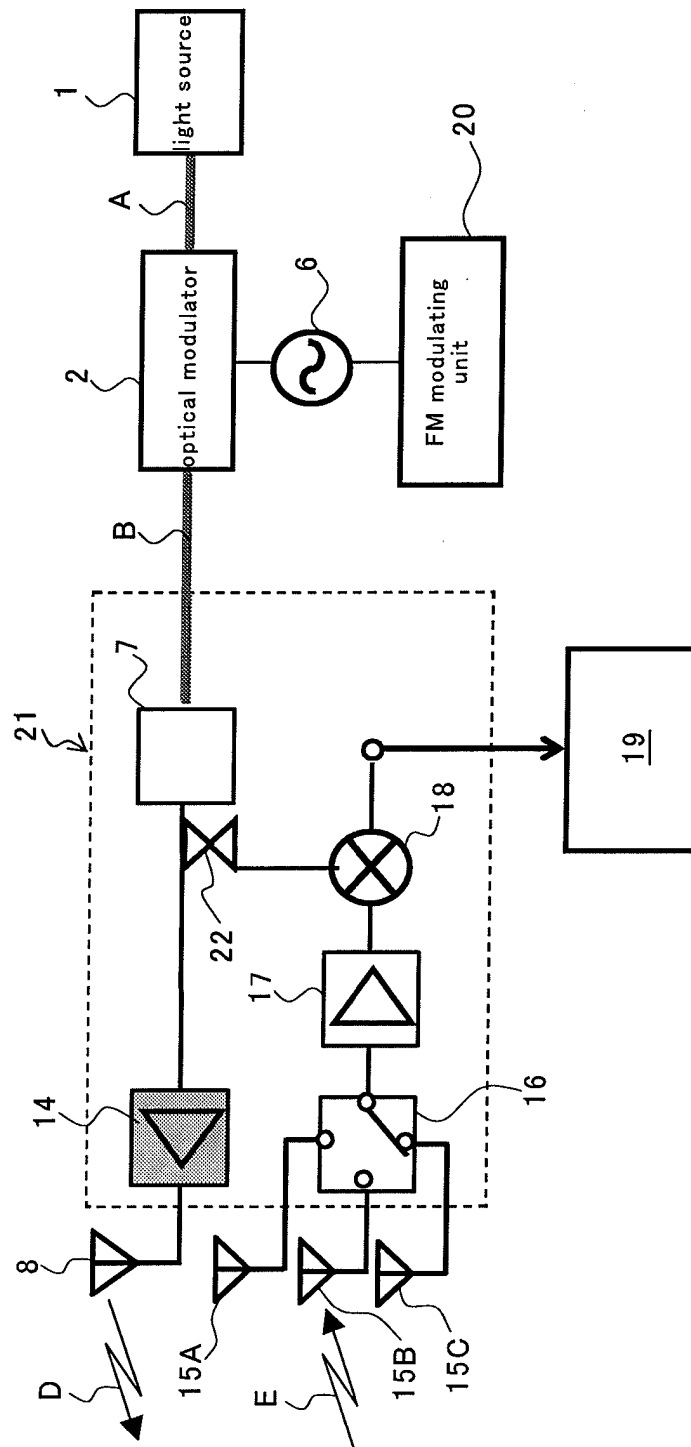 1
light source
A
2
optical modulator
6
20
FM modulating
unit
B
21
7
22
18
19
17
14
16
8
15A
15B
15C
D
E